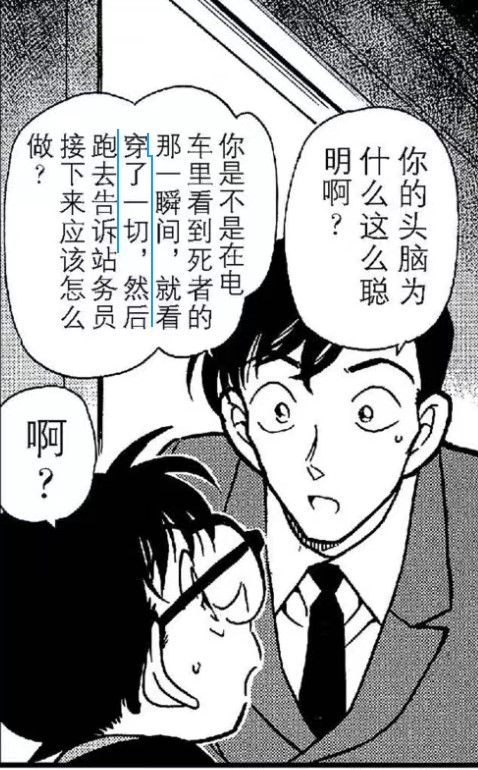 你的头脑为
什么这么聪
明啊？
你是不是在电
车里看到死者的
那一瞬间，就看
穿了一切，然后
跑去告诉站务员
接下来应该怎么
做？
啊？